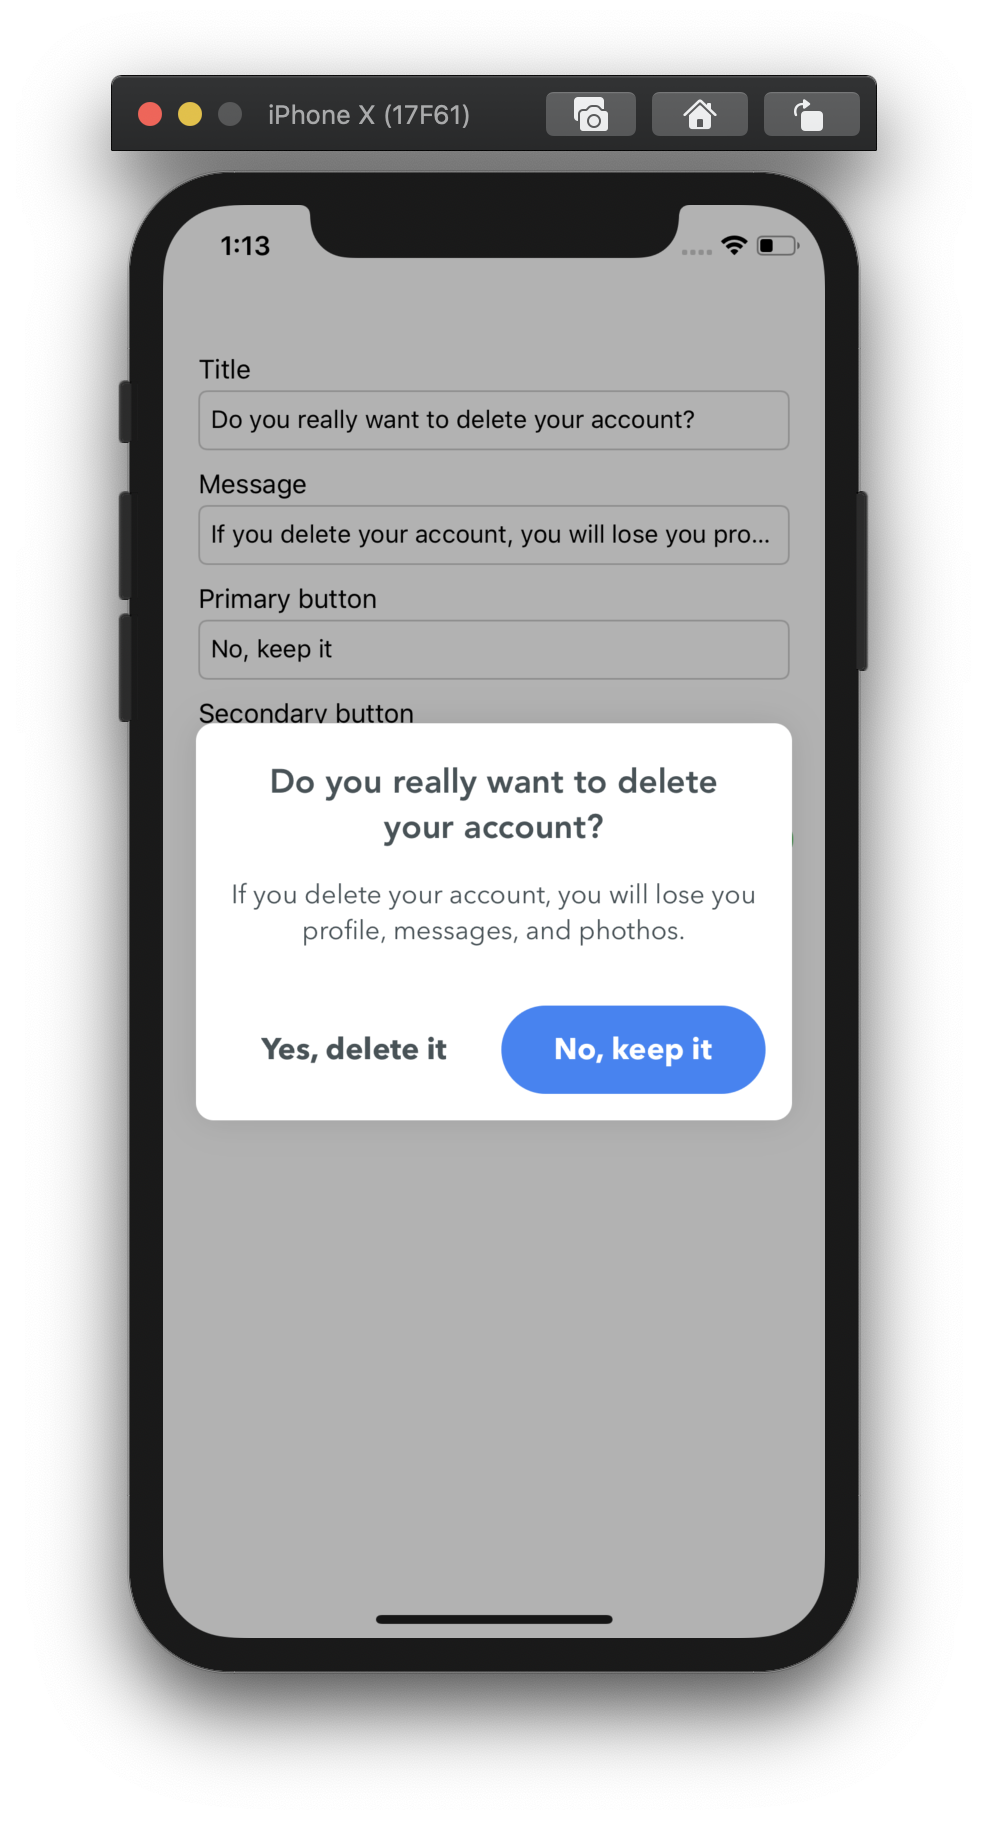 iPhone X (17F61)
1:13
Title
Do you really want to delete your account?
Message
If you delete your account, you will lose you pro...
Primary button
No, keep it
Secondary button
Do you really want to delete
your account?
If you delete your account, you will lose you
profile, messages, and phothos.
Yes, delete it
No, keep it